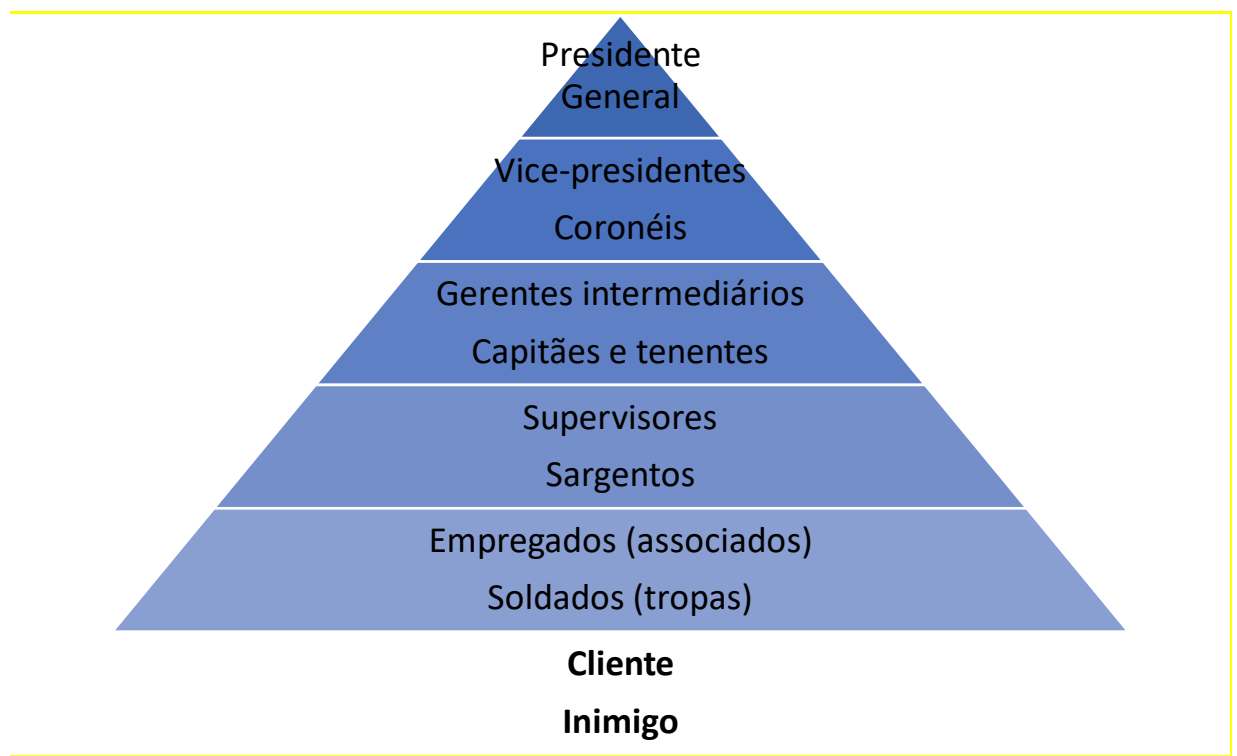 Presidente
General
Vice-presidentes
Coronéis
Gerentes intermediários
Capitães e tenentes
Supervisores
Sargentos
Empregados (associados)
Soldados (tropas)
Cliente
Inimigo